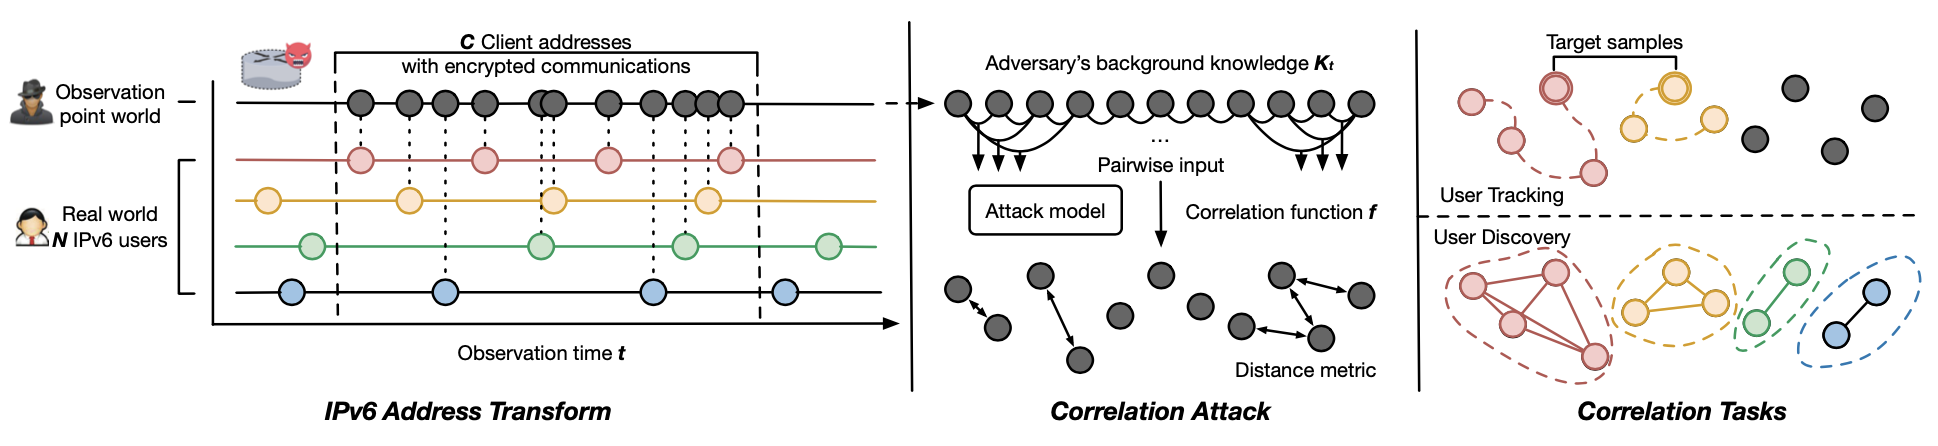 C Client addresses
with encrypted communications
Observation
point world
Real world
N IPv6 users
Observation time t
IPv6 Address Transform
Adversary's background knowledge Kt
...
Pairwise input
Attack model
Correlation function f
Distance metric
Correlation Attack
Target samples
User Tracking
User Discovery
Correlation Tasks